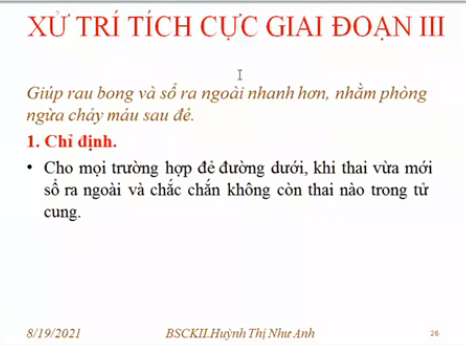 XỬ TRÍ TÍCH CỰC GIAI ĐOẠN III
Giúp rau bong và sổ ra ngoài nhanh hơn, nhằm phòng
ngừa chảy máu sau đẻ.
1. Chỉ định.
• Cho mọi trường hợp đẻ đường dưới, khi thai vừa mới
sổ ra ngoài và chắc chắn không còn thai nào trong tử
cung.
8/19/2021
BSCKII.Huỳnh Thị Như Anh
26